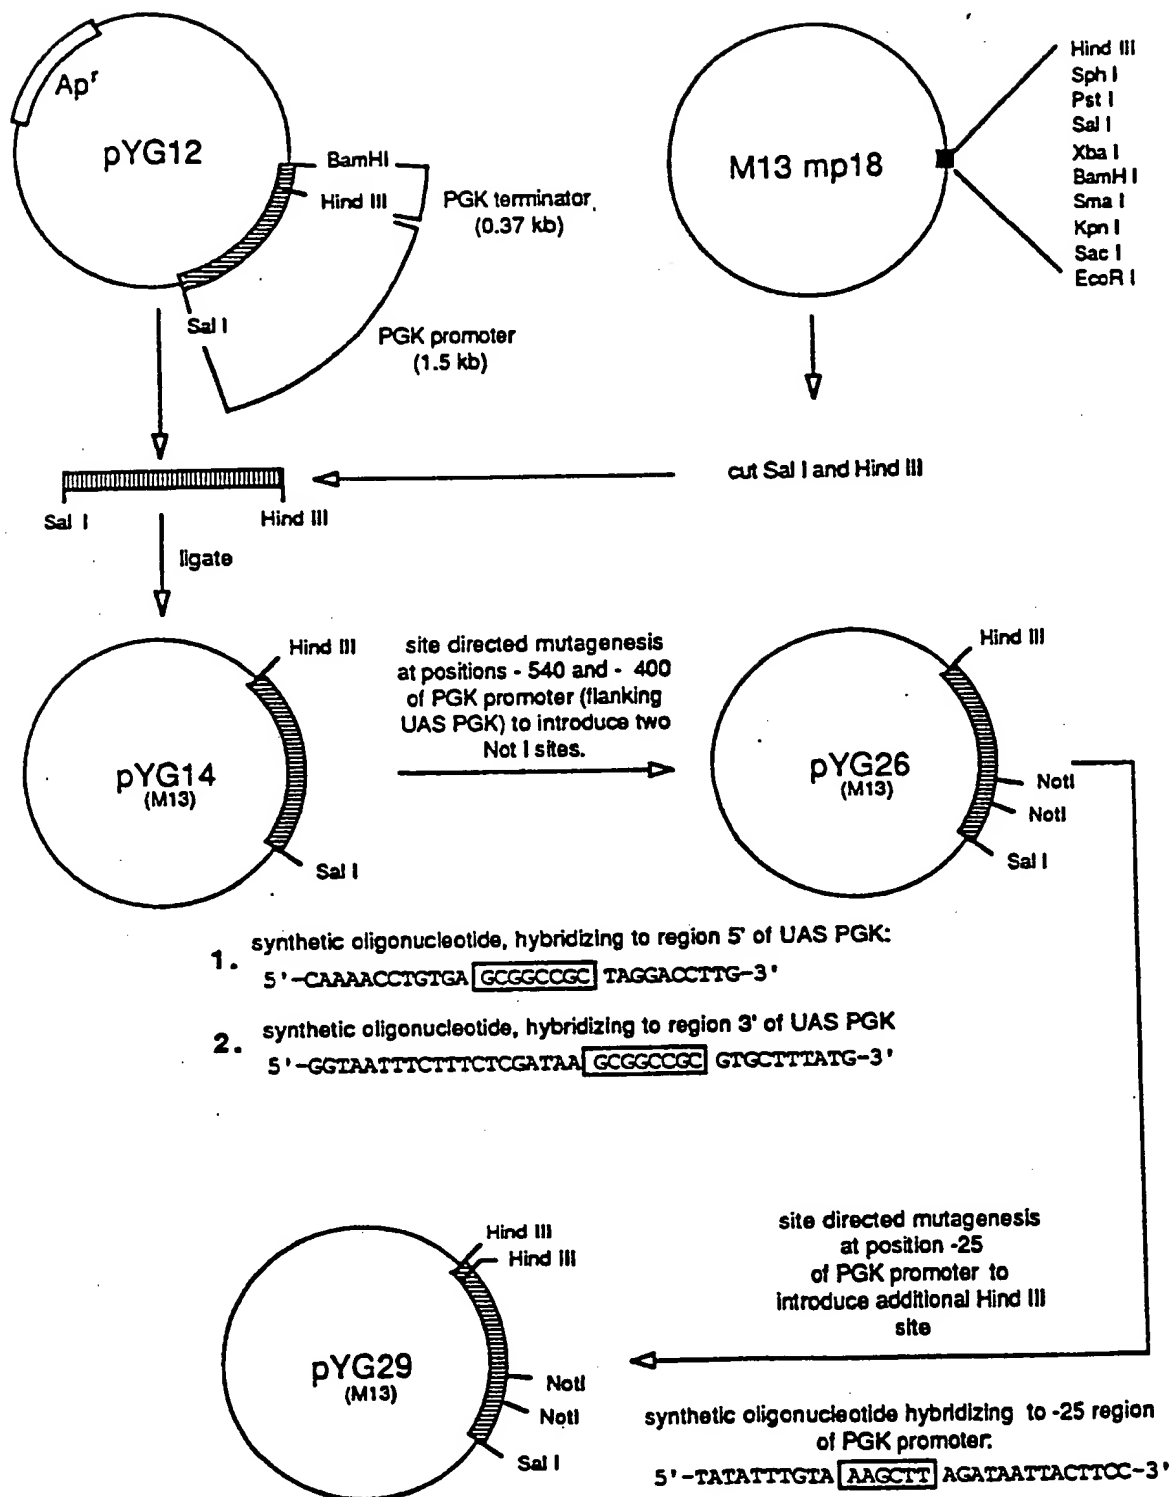 Apr
pYG12
BamHI
Hind III
PGK terminator
(0.37 kb)
Sal I
PGK promoter
(1.5 kb)
M13 mp18
Hind III
Sph I
Pst I
Sal I
Xba I
BamH I
Sma I
Kpn I
Sac I
EcoR I
cut Sal I and Hind III
Sal I
Hind III
ligate
Hind III
pYG14
(M13)
Sal I
site directed mutagenesis
at positions - 540 and - 400
of PGK promoter (flanking
UAS PGK) to introduce two
Not I sites.
Hind III
pYG26
(M13)
NotI
NotI
Sal I
1. synthetic oligonucleotide, hybridizing to region 5' of UAS PGK:
5'-CAAAACCTGTGA GCGGCCGC TAGGACCTTG-3'
2. synthetic oligonucleotide, hybridizing to region 3' of UAS PGK
5'-GGTAATTTCTTTCTCGATAA GCGGCCGC GTGCTTTATG-3'
site directed mutagenesis
at position -25
of PGK promoter to
introduce additional Hind III
site
Hind III
Hind III
pYG29
(M13)
NotI
NotI
Sal I
synthetic oligonucleotide hybridizing to -25 region
of PGK promoter:
5'-TATATTTGTA AAGCTT AGATAATTACTTCC-3'